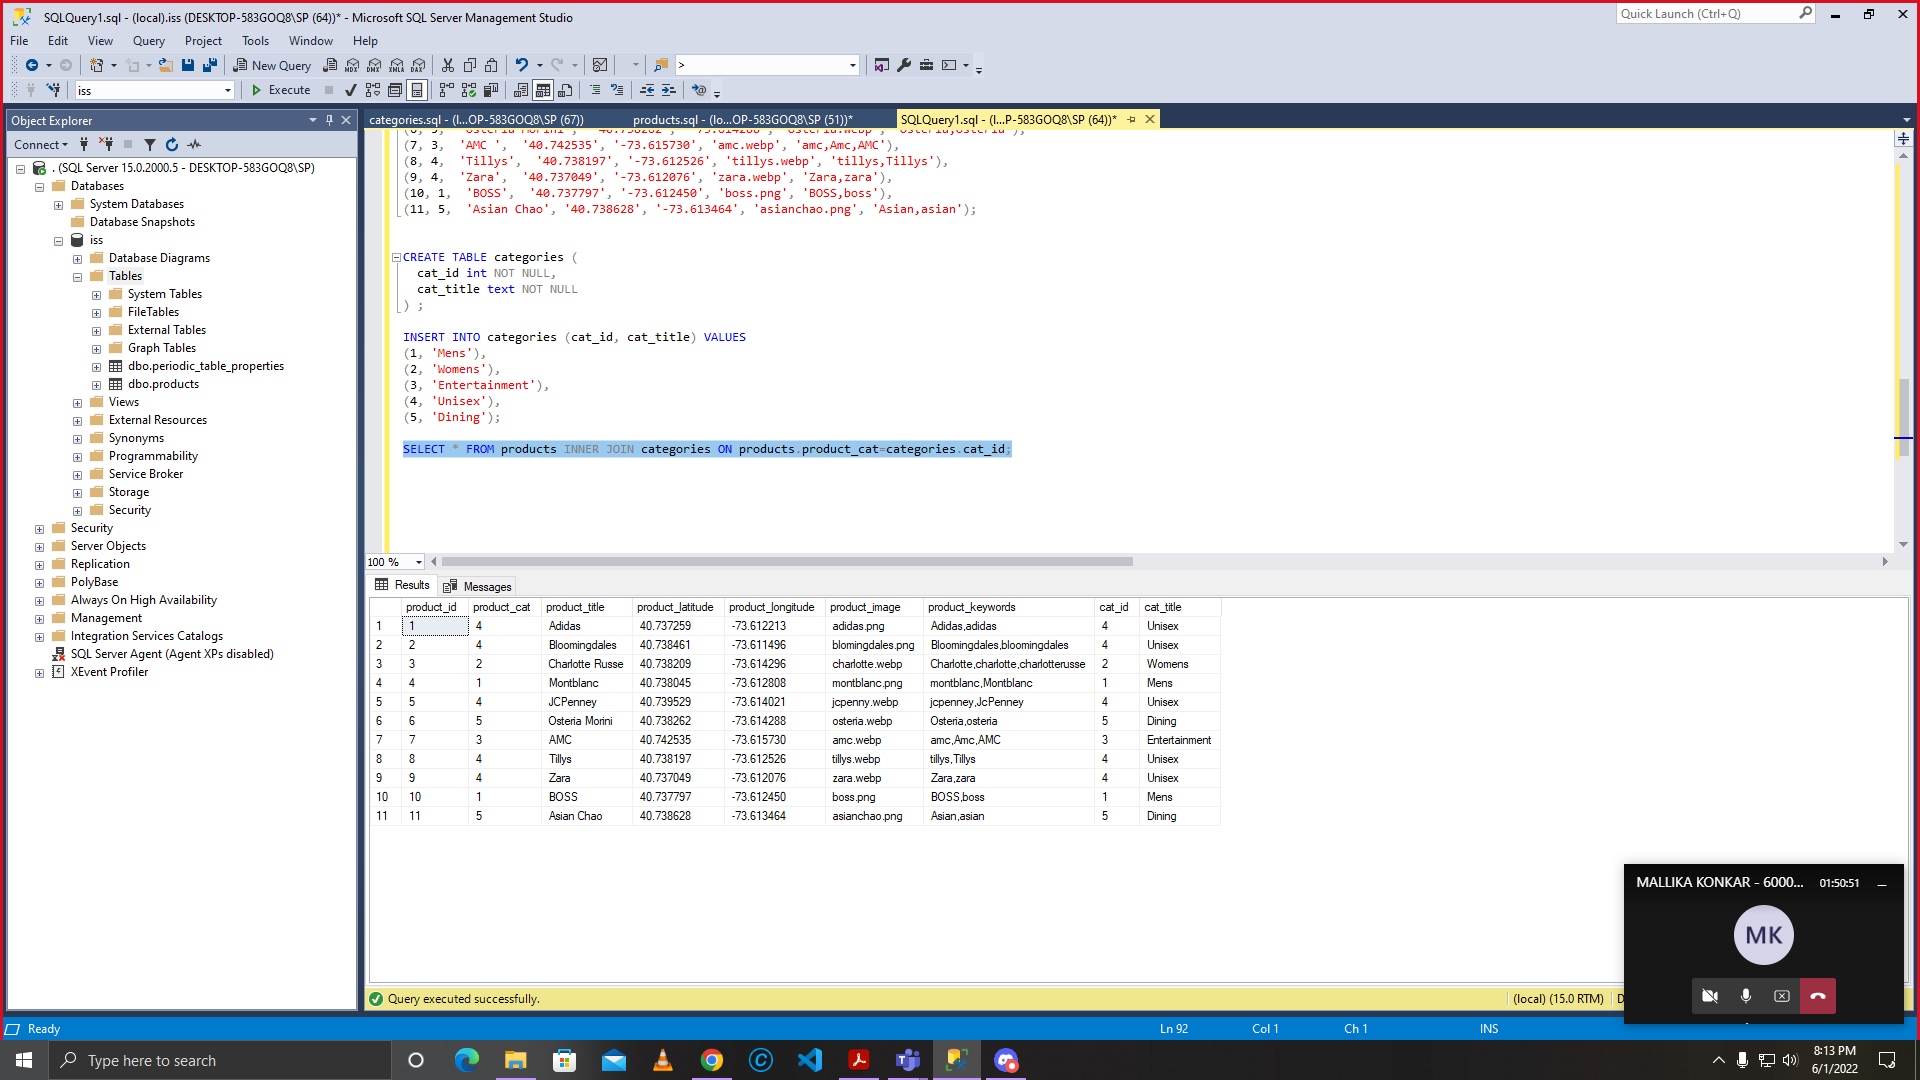 SQLQuery1.sql - (local).iss (DESKTOP-583GOQ8\SP (64))* - Microsoft SQL Server Management Studio
Quick Launch (Ctrl+Q)
File Edit View Query Project Tools Window Help
New Query
MDX DMX XMLA DAX
>
iss
Execute
Object Explorer
Connect
. (SQL Server 15.0.2000.5 - DESKTOP-583GOQ8\SP)
Databases
System Databases
Database Snapshots
iss
Database Diagrams
Tables
System Tables
FileTables
External Tables
Graph Tables
dbo.periodic_table_properties
dbo.products
Views
External Resources
Synonyms
Programmability
Service Broker
Storage
Security
Security
Server Objects
Replication
PolyBase
Always On High Availability
Management
Integration Services Catalogs
SQL Server Agent (Agent XPs disabled)
XEvent Profiler
categories.sql - (l...OP-583GOQ8\SP (67))
products.sql - (lo...OP-583GOQ8\SP (51))*
SQLQuery1.sql - (l...P-583GOQ8\SP (64))*
(7, 3, 'AMC ', '40.742535', '-73.615730', 'amc.webp', 'amc,Amc,AMC'),
(8, 4, 'Tillys', '40.738197', '-73.612526', 'tillys.webp', 'tillys,Tillys'),
(9, 4, 'Zara', '40.737049', '-73.612076', 'zara.webp', 'Zara,zara'),
(10, 1, 'BOSS', '40.737797', '-73.612450', 'boss.png', 'BOSS,boss'),
(11, 5, 'Asian Chao', '40.738628', '-73.613464', 'asianchao.png', 'Asian,asian');
CREATE TABLE categories (
cat_id int NOT NULL,
cat_title text NOT NULL
) ;
INSERT INTO categories (cat_id, cat_title) VALUES
(1, 'Mens'),
(2, 'Womens'),
(3, 'Entertainment'),
(4, 'Unisex'),
(5, 'Dining');
SELECT * FROM products INNER JOIN categories ON products.product_cat=categories.cat_id;
100 %
Results Messages
product_id product_cat product_title product_latitude product_longitude product_image product_keywords cat_id cat_title
1 1 4 Adidas 40.737259 -73.612213 adidas.png Adidas,adidas 4 Unisex
2 2 4 Bloomingdales 40.738461 -73.611496 blomingdales.png Bloomingdales,bloomingdales 4 Unisex
3 3 2 Charlotte Russe 40.738209 -73.614296 charlotte.webp Charlotte,charlotte,charlotterusse 2 Womens
4 4 1 Montblanc 40.738045 -73.612808 montblanc.png montblanc,Montblanc 1 Mens
5 5 4 JCPenney 40.739529 -73.614021 jcpenny.webp jcpenney,JcPenney 4 Unisex
6 6 5 Osteria Morini 40.738262 -73.614288 osteria.webp Osteria,osteria 5 Dining
7 7 3 AMC 40.742535 -73.615730 amc.webp amc,Amc,AMC 3 Entertainment
8 8 4 Tillys 40.738197 -73.612526 tillys.webp tillys,Tillys 4 Unisex
9 9 4 Zara 40.737049 -73.612076 zara.webp Zara,zara 4 Unisex
10 10 1 BOSS 40.737797 -73.612450 boss.png BOSS,boss 1 Mens
11 11 5 Asian Chao 40.738628 -73.613464 asianchao.png Asian,asian 5 Dining
MALLIKA KONKAR - 6000... 01:50:51
MK
Query executed successfully.
(local) (15.0 RTM)
Ready
Ln 92 Col 1 Ch 1 INS
Type here to search
8:13 PM
6/1/2022